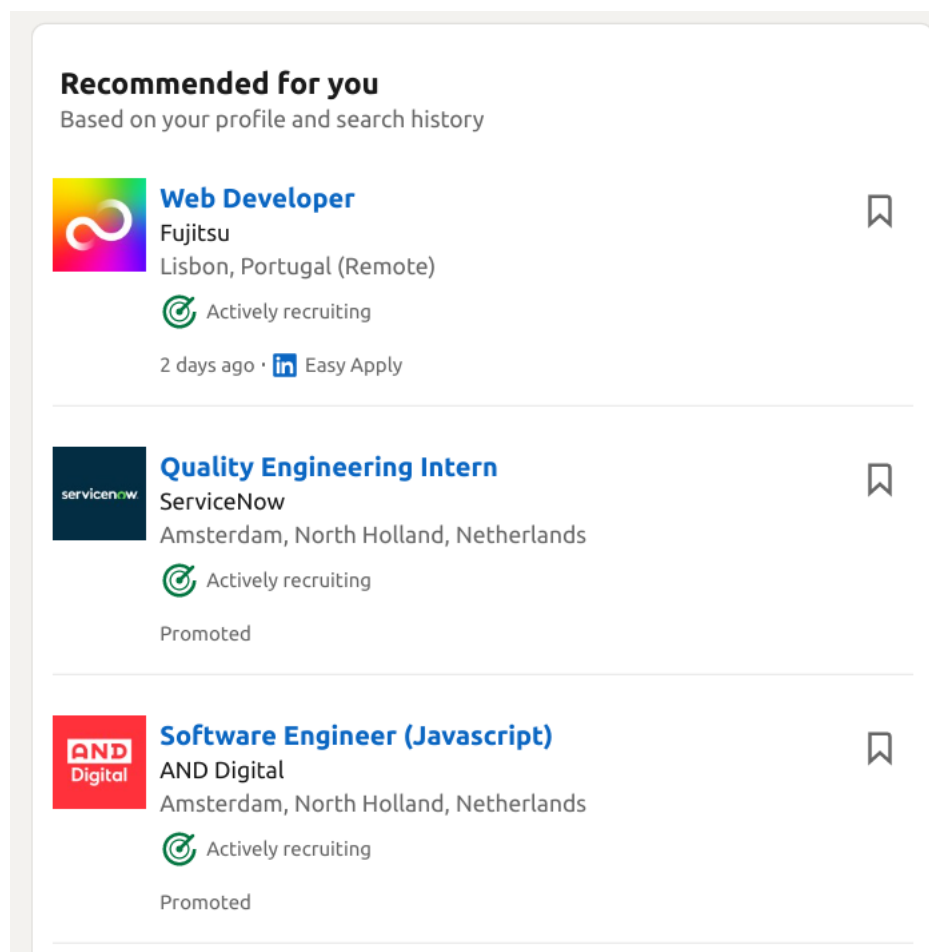 Recommended for you
Based on your profile and search history
Web Developer
Fujitsu
Lisbon, Portugal (Remote)
Actively recruiting
2 days ago · in Easy Apply
servicenow.
Quality Engineering Intern
ServiceNow
Amsterdam, North Holland, Netherlands
Actively recruiting
Promoted
AND
Digital
Software Engineer (Javascript)
AND Digital
Amsterdam, North Holland, Netherlands
Actively recruiting
Promoted